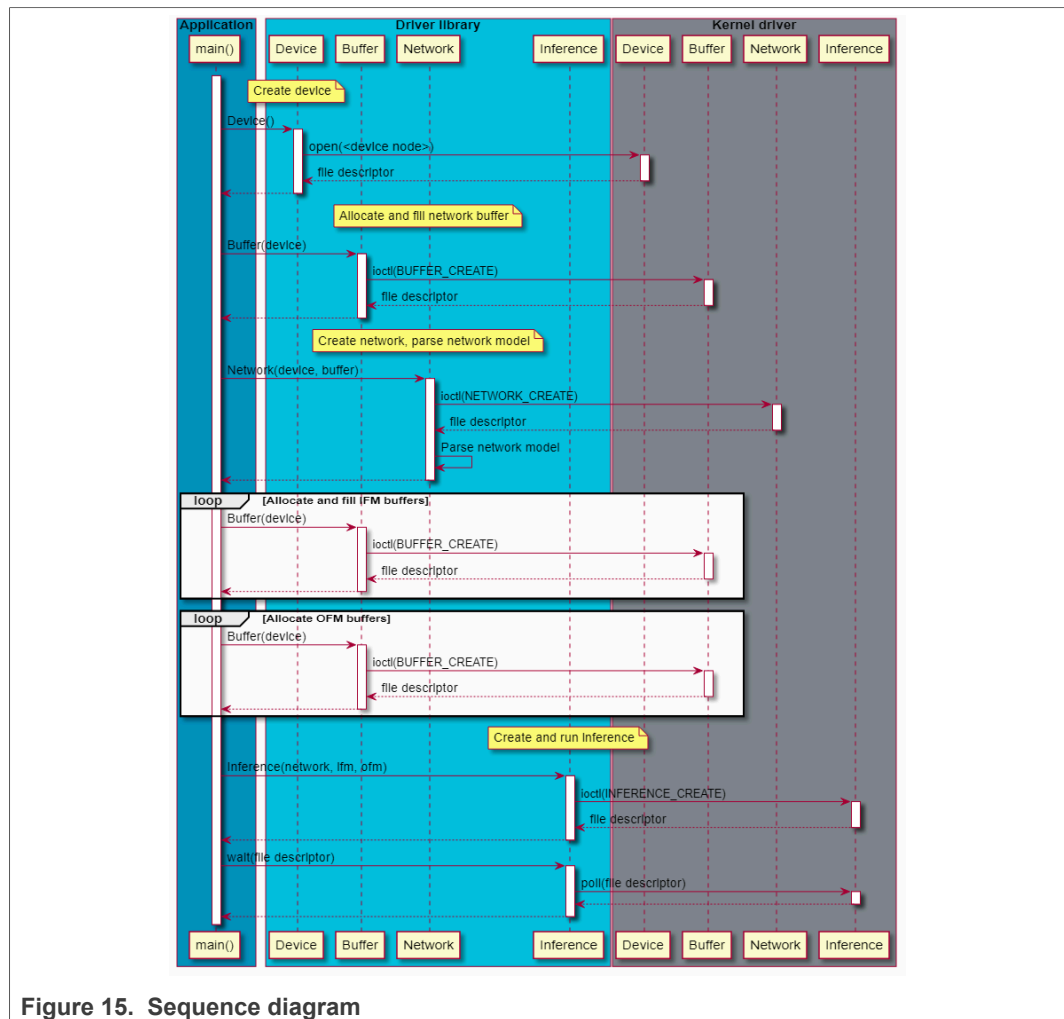 Application Driver library Kernel driver
main() Device Buffer Network Inference Device Buffer Network Inference
Create device
Device()
open(<device node>)
file descriptor
Allocate and fill network buffer
Buffer(device)
ioctl(BUFFER_CREATE)
file descriptor
Create network, parse network model
Network(device, buffer)
ioctl(NETWORK_CREATE)
file descriptor
Parse network model
loop [Allocate and fill IFM buffers]
Buffer(device)
ioctl(BUFFER_CREATE)
file descriptor
loop [Allocate OFM buffers]
Buffer(device)
ioctl(BUFFER_CREATE)
file descriptor
Create and run inference
Inference(network, ifm, ofm)
ioctl(INFERENCE_CREATE)
file descriptor
wait(file descriptor)
poll(file descriptor)
main() Device Buffer Network Inference Device Buffer Network Inference
Figure 15. Sequence diagram